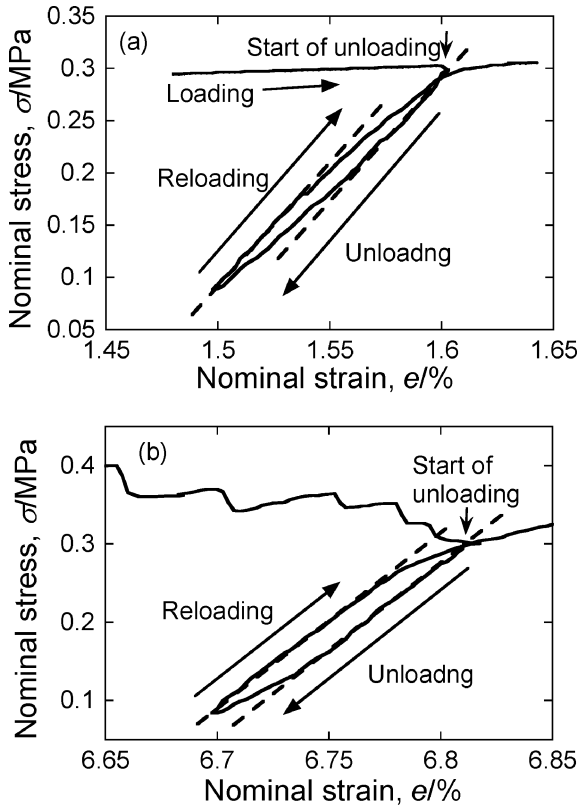 (a)
Start of unloading
Loading
Reloading
Unloadng
Nominal stress, σ/MPa
0.35
0.3
0.25
0.2
0.15
0.1
0.05
1.45 1.5 1.55 1.6 1.65
Nominal strain, e/%
(b)
Start of
unloading
Reloading
Unloadng
Nominal stress, σ/MPa
0.4
0.3
0.2
0.1
6.65 6.7 6.75 6.8 6.85
Nominal strain, e/%